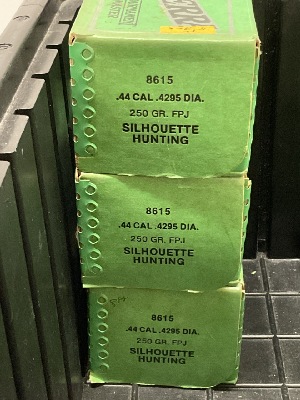 8615
.44 CAL .4295 DIA.
250 GR. FPJ
SILHOUETTE
HUNTING
8615
.44 CAL .4295 DIA.
250 GR. FPJ
SILHOUETTE
HUNTING
8615
.44 CAL .4295 DIA.
250 GR. FPJ
SILHOUETTE
HUNTING